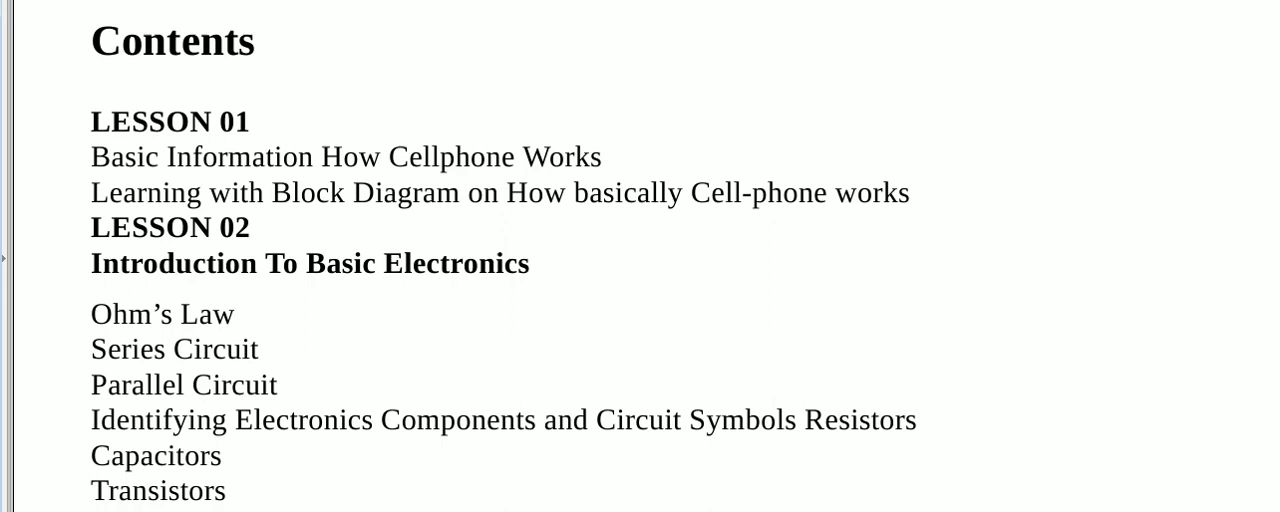 Contents
LESSON 01
Basic Information How Cellphone Works
Learning with Block Diagram on How basically Cell-phone works
LESSON 02
Introduction To Basic Electronics
Ohm’s Law
Series Circuit
Parallel Circuit
Identifying Electronics Components and Circuit Symbols Resistors
Capacitors
Transistors